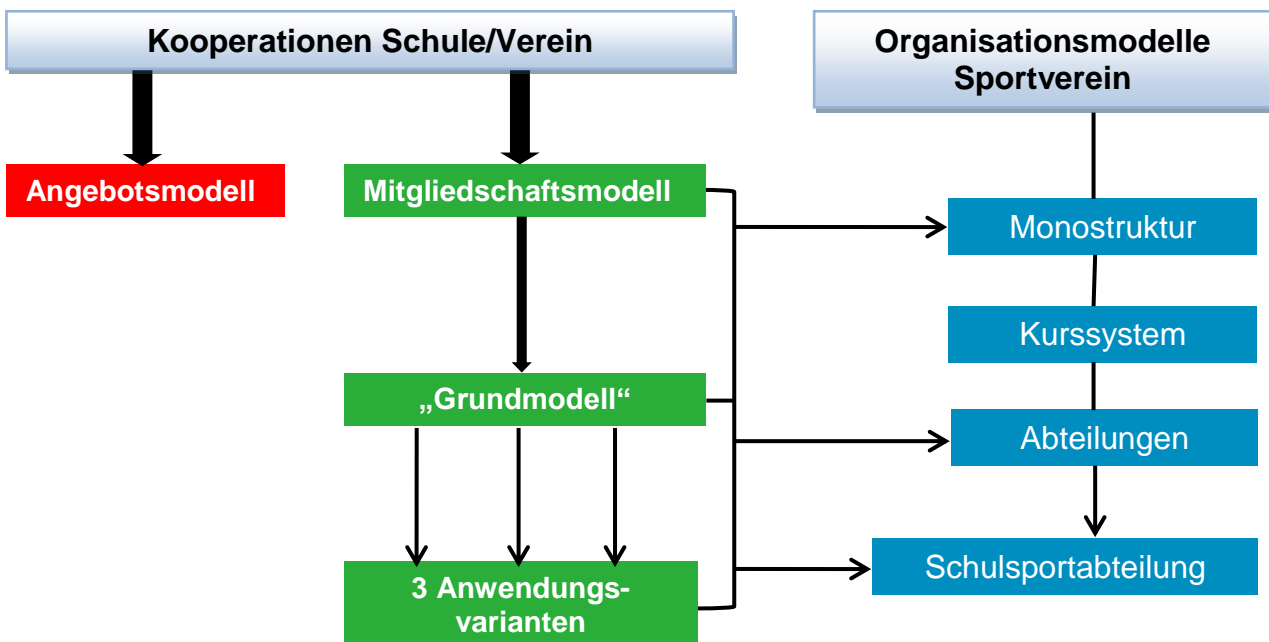 Kooperationen Schule/Verein
Organisationsmodelle
Sportverein
Angebotsmodell
Mitgliedschaftsmodell
Monostruktur
Kurssystem
„Grundmodell“
Abteilungen
Schulsportabteilung
3 Anwendungs-
varianten